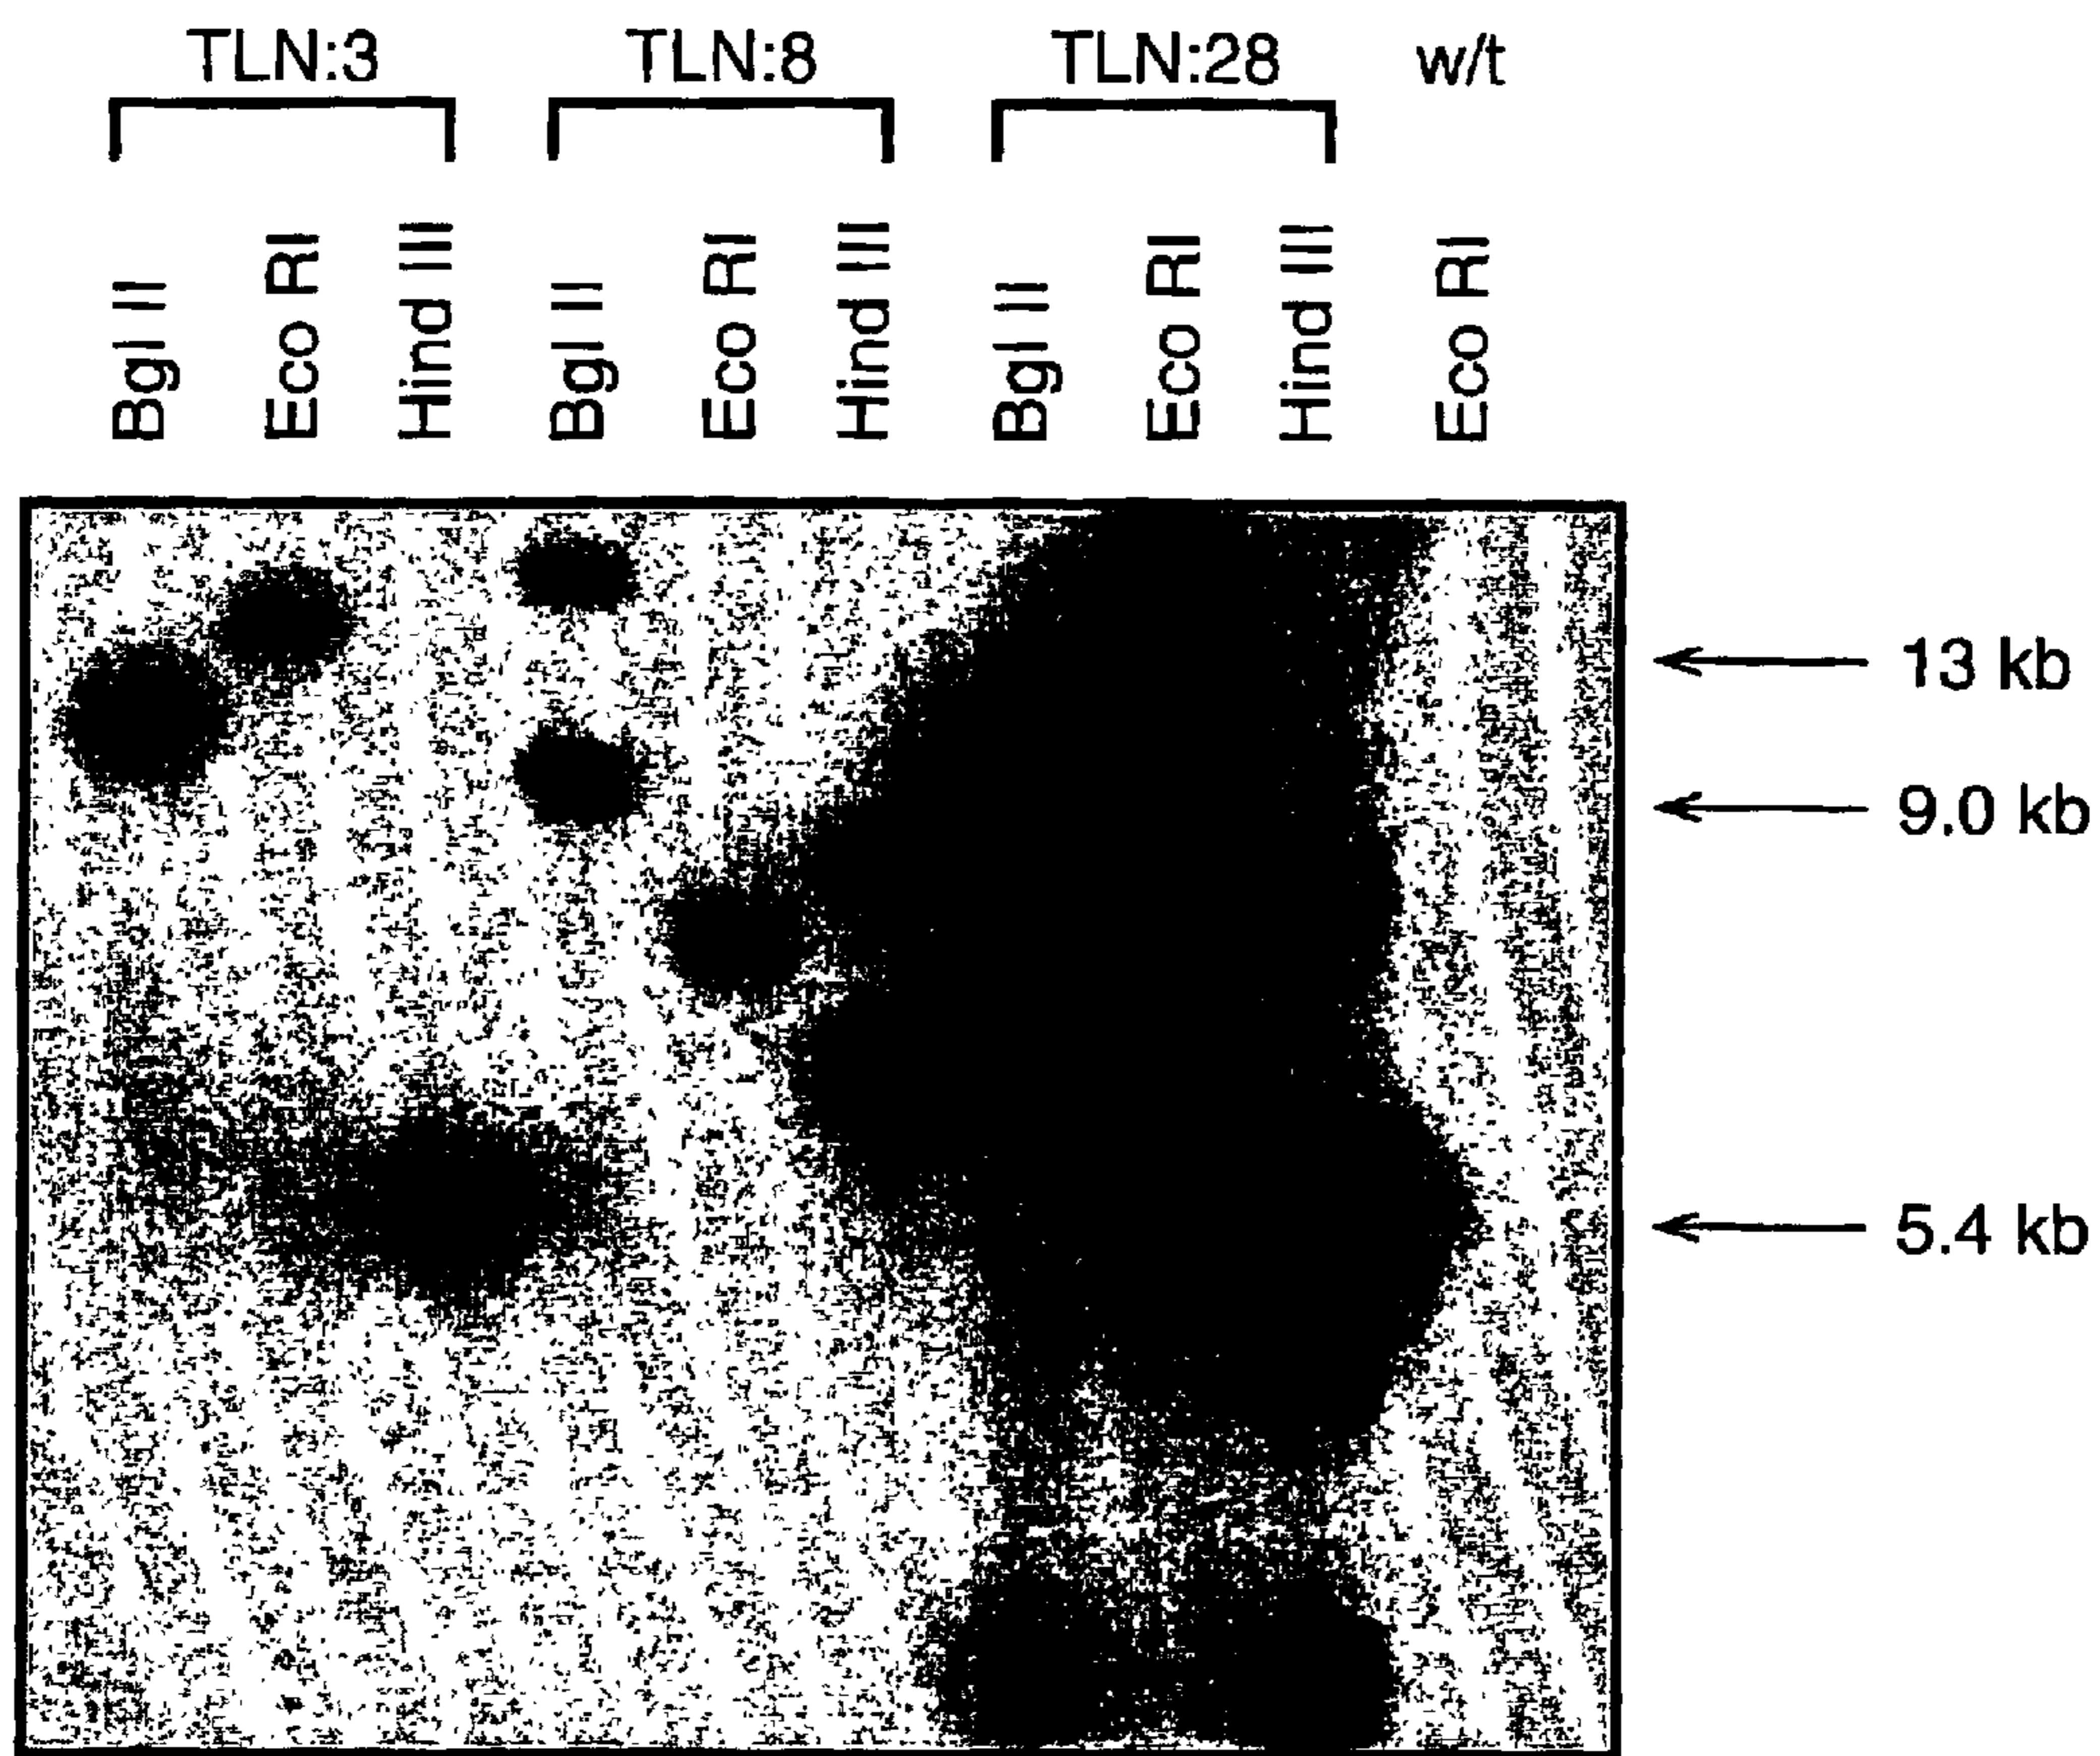 TLN:3 TLN:8 TLN:28 w/t
Bgl II Eco RI Hind III Bgl II Eco RI Hind III Bgl II Eco RI Hind III Eco RI
13 kb
9.0 kb
5.4 kb